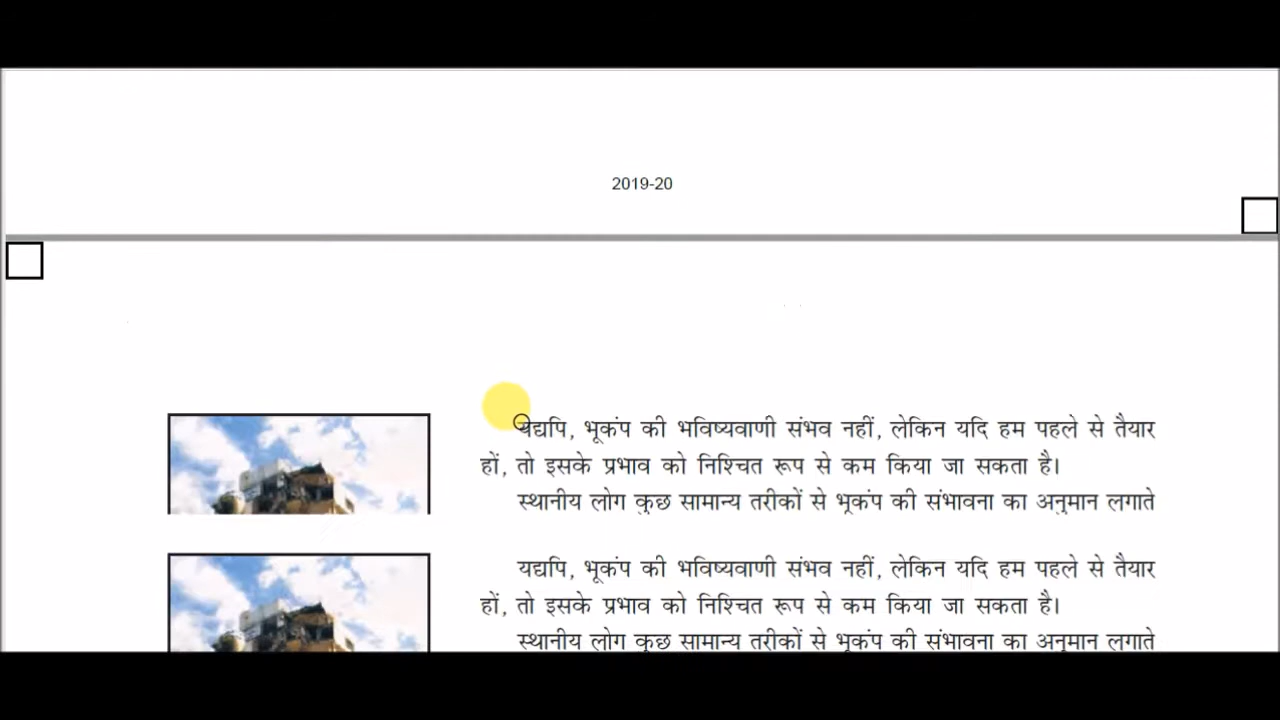 2019-20
यद्यपि, भूकंप की भविष्यवाणी संभव नहीं, लेकिन यदि हम पहले से तैयार
हों, तो इसके प्रभाव को निश्चित रूप से कम किया जा सकता है।
स्थानीय लोग कुछ सामान्य तरीकों से भूकंप की संभावना का अनुमान लगाते
यद्यपि, भूकंप की भविष्यवाणी संभव नहीं, लेकिन यदि हम पहले से तैयार
हों, तो इसके प्रभाव को निश्चित रूप से कम किया जा सकता है।
स्थानीय लोग कुछ सामान्य तरीकों से भूकंप की संभावना का अनुमान लगाते